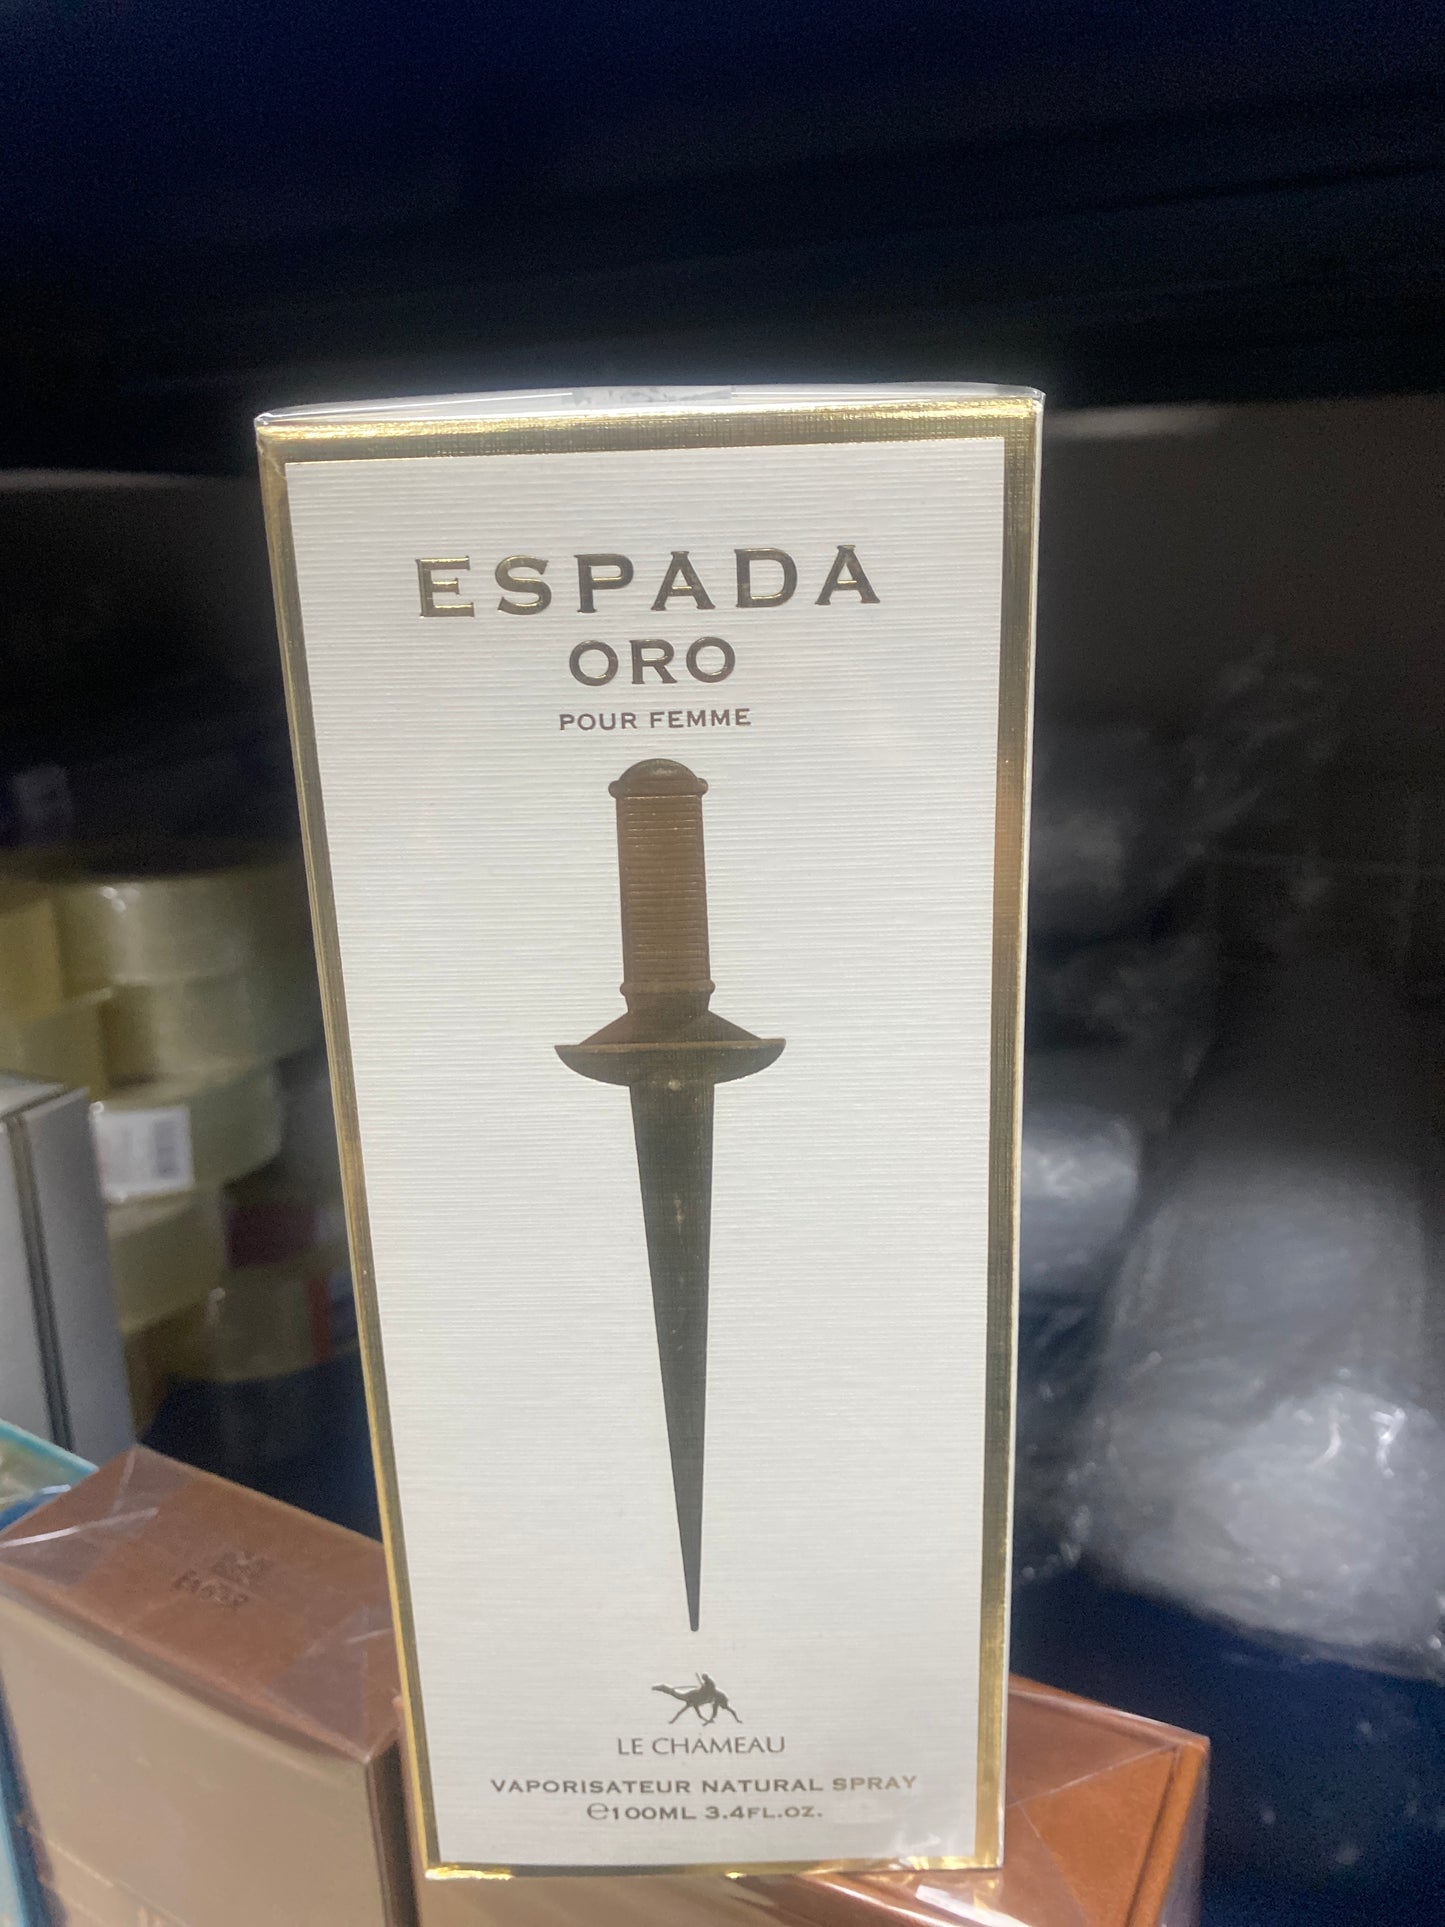 ESPADA
ORO
POUR FEMME
LE CHAMEAU
VAPORISATEUR NATURAL SPRAY
℮100ML 3.4FL.OZ.